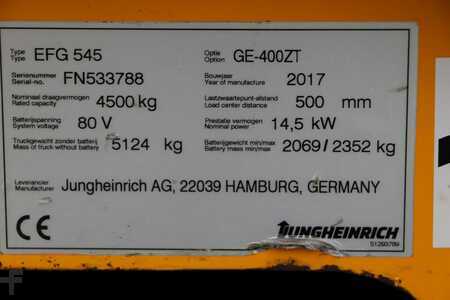 Type
Type EFG 545 Optie
Option GE-400ZT
Serienummer
Serial-no. FN533788 Bouwjaar
Year of manufacture 2017
Nominaal draagvermogen
Rated capacity 4500 kg Lastzwaartepunt-afstand
Load center distance 500 mm
Batterijspanning
System voltage 80 V Prestatie vermogen
Nominal power 14,5 kW
Truckgewicht zonder batterij
Mass of truck without battery 5124 kg Batterijgewicht min/max
Battery mass min/max 2069 / 2352 kg
Leverancier
Manufacturer Jungheinrich AG, 22039 HAMBURG, GERMANY
CE JUNGHEINRICH